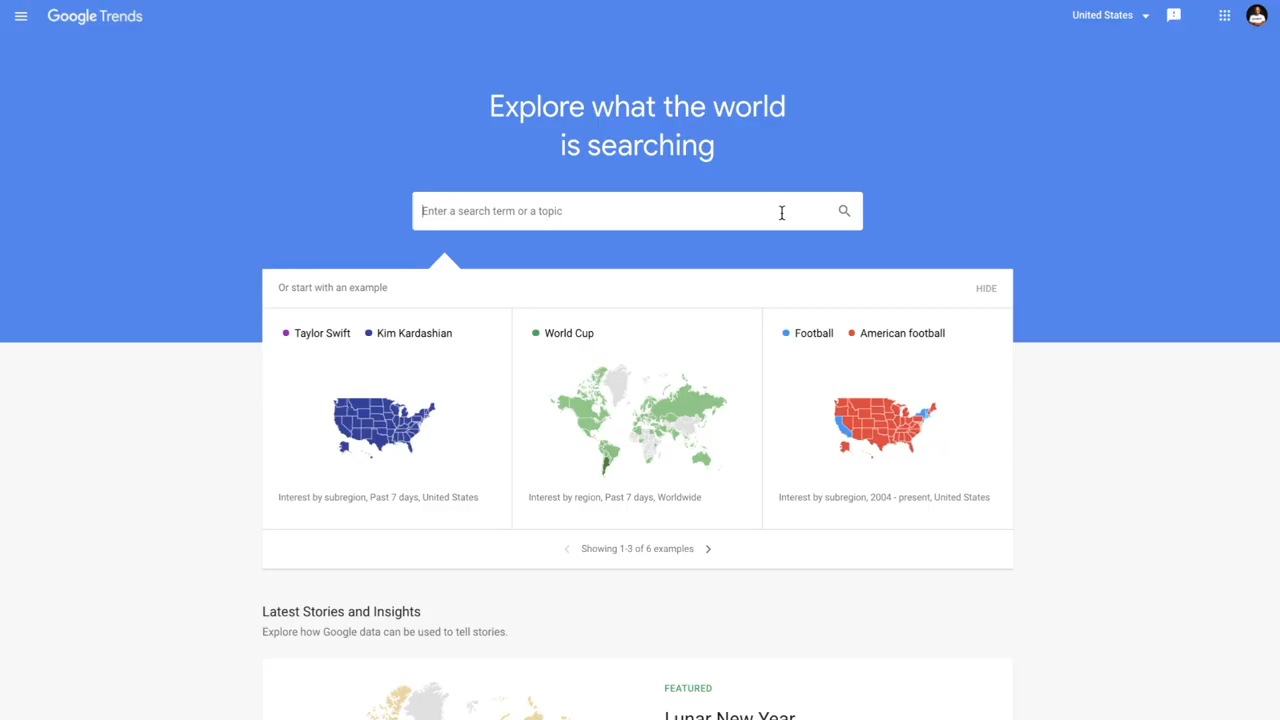 Google Trends
United States
Explore what the world
is searching
Enter a search term or a topic
Or start with an example
HIDE
Taylor Swift Kim Kardashian
World Cup
Football American football
Interest by subregion, Past 7 days, United States
Interest by region, Past 7 days, Worldwide
Interest by subregion, 2004 - present, United States
Showing 1-3 of 6 examples
Latest Stories and Insights
Explore how Google data can be used to tell stories.
FEATURED
Lunar New Year